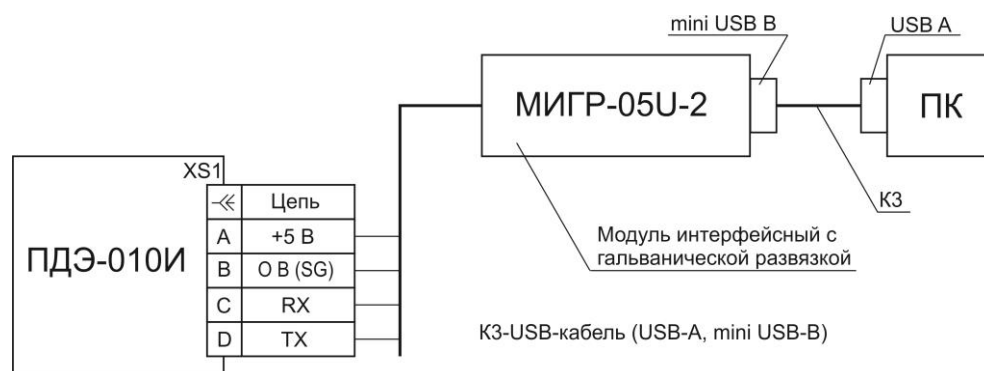 mini USB B
USB A
МИГР-05U-2
ПК
К3
XS1
Цепь
ПДЭ-010И
A +5 В
B О В (SG)
C RX
D TX
Модуль интерфейсный с
гальванической развязкой
К3-USB-кабель (USB-A, mini USB-B)